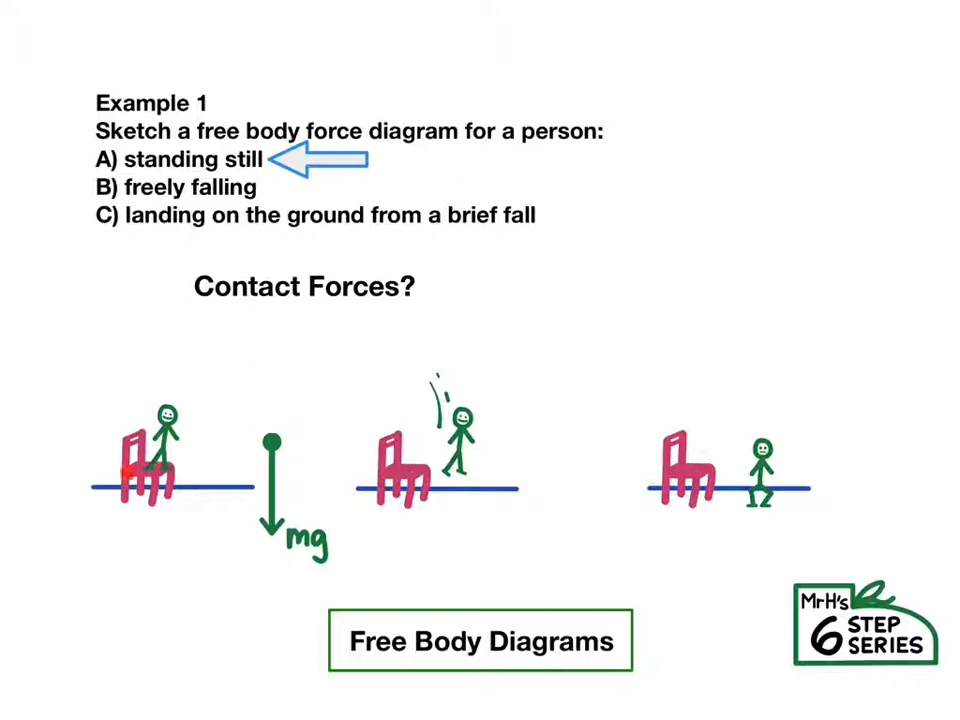 Example 1
Sketch a free body force diagram for a person:
A) standing still
B) freely falling
C) landing on the ground from a brief fall
Contact Forces?
mg
Free Body Diagrams
MrH's
6 STEP
SERIES